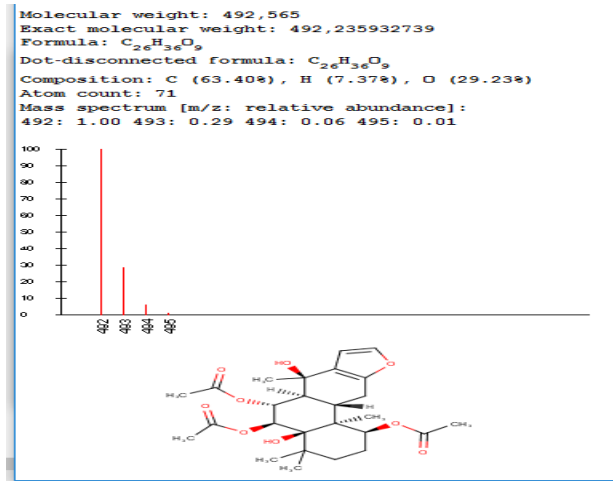 Molecular weight: 492,565
Exact molecular weight: 492,235932739
Formula: C26H36O9
Dot-disconnected formula: C26H36O9
Composition: C (63.40%), H (7.37%), O (29.23%)
Atom count: 71
Mass spectrum [m/z: relative abundance]:
492: 1.00 493: 0.29 494: 0.06 495: 0.01
100
90
80
70
60
50
40
30
20
10
0
492 493 494 495
HO O
H3C
O H
H3C O O H CH3
H3C O O CH3
HO O
H3C
H3C